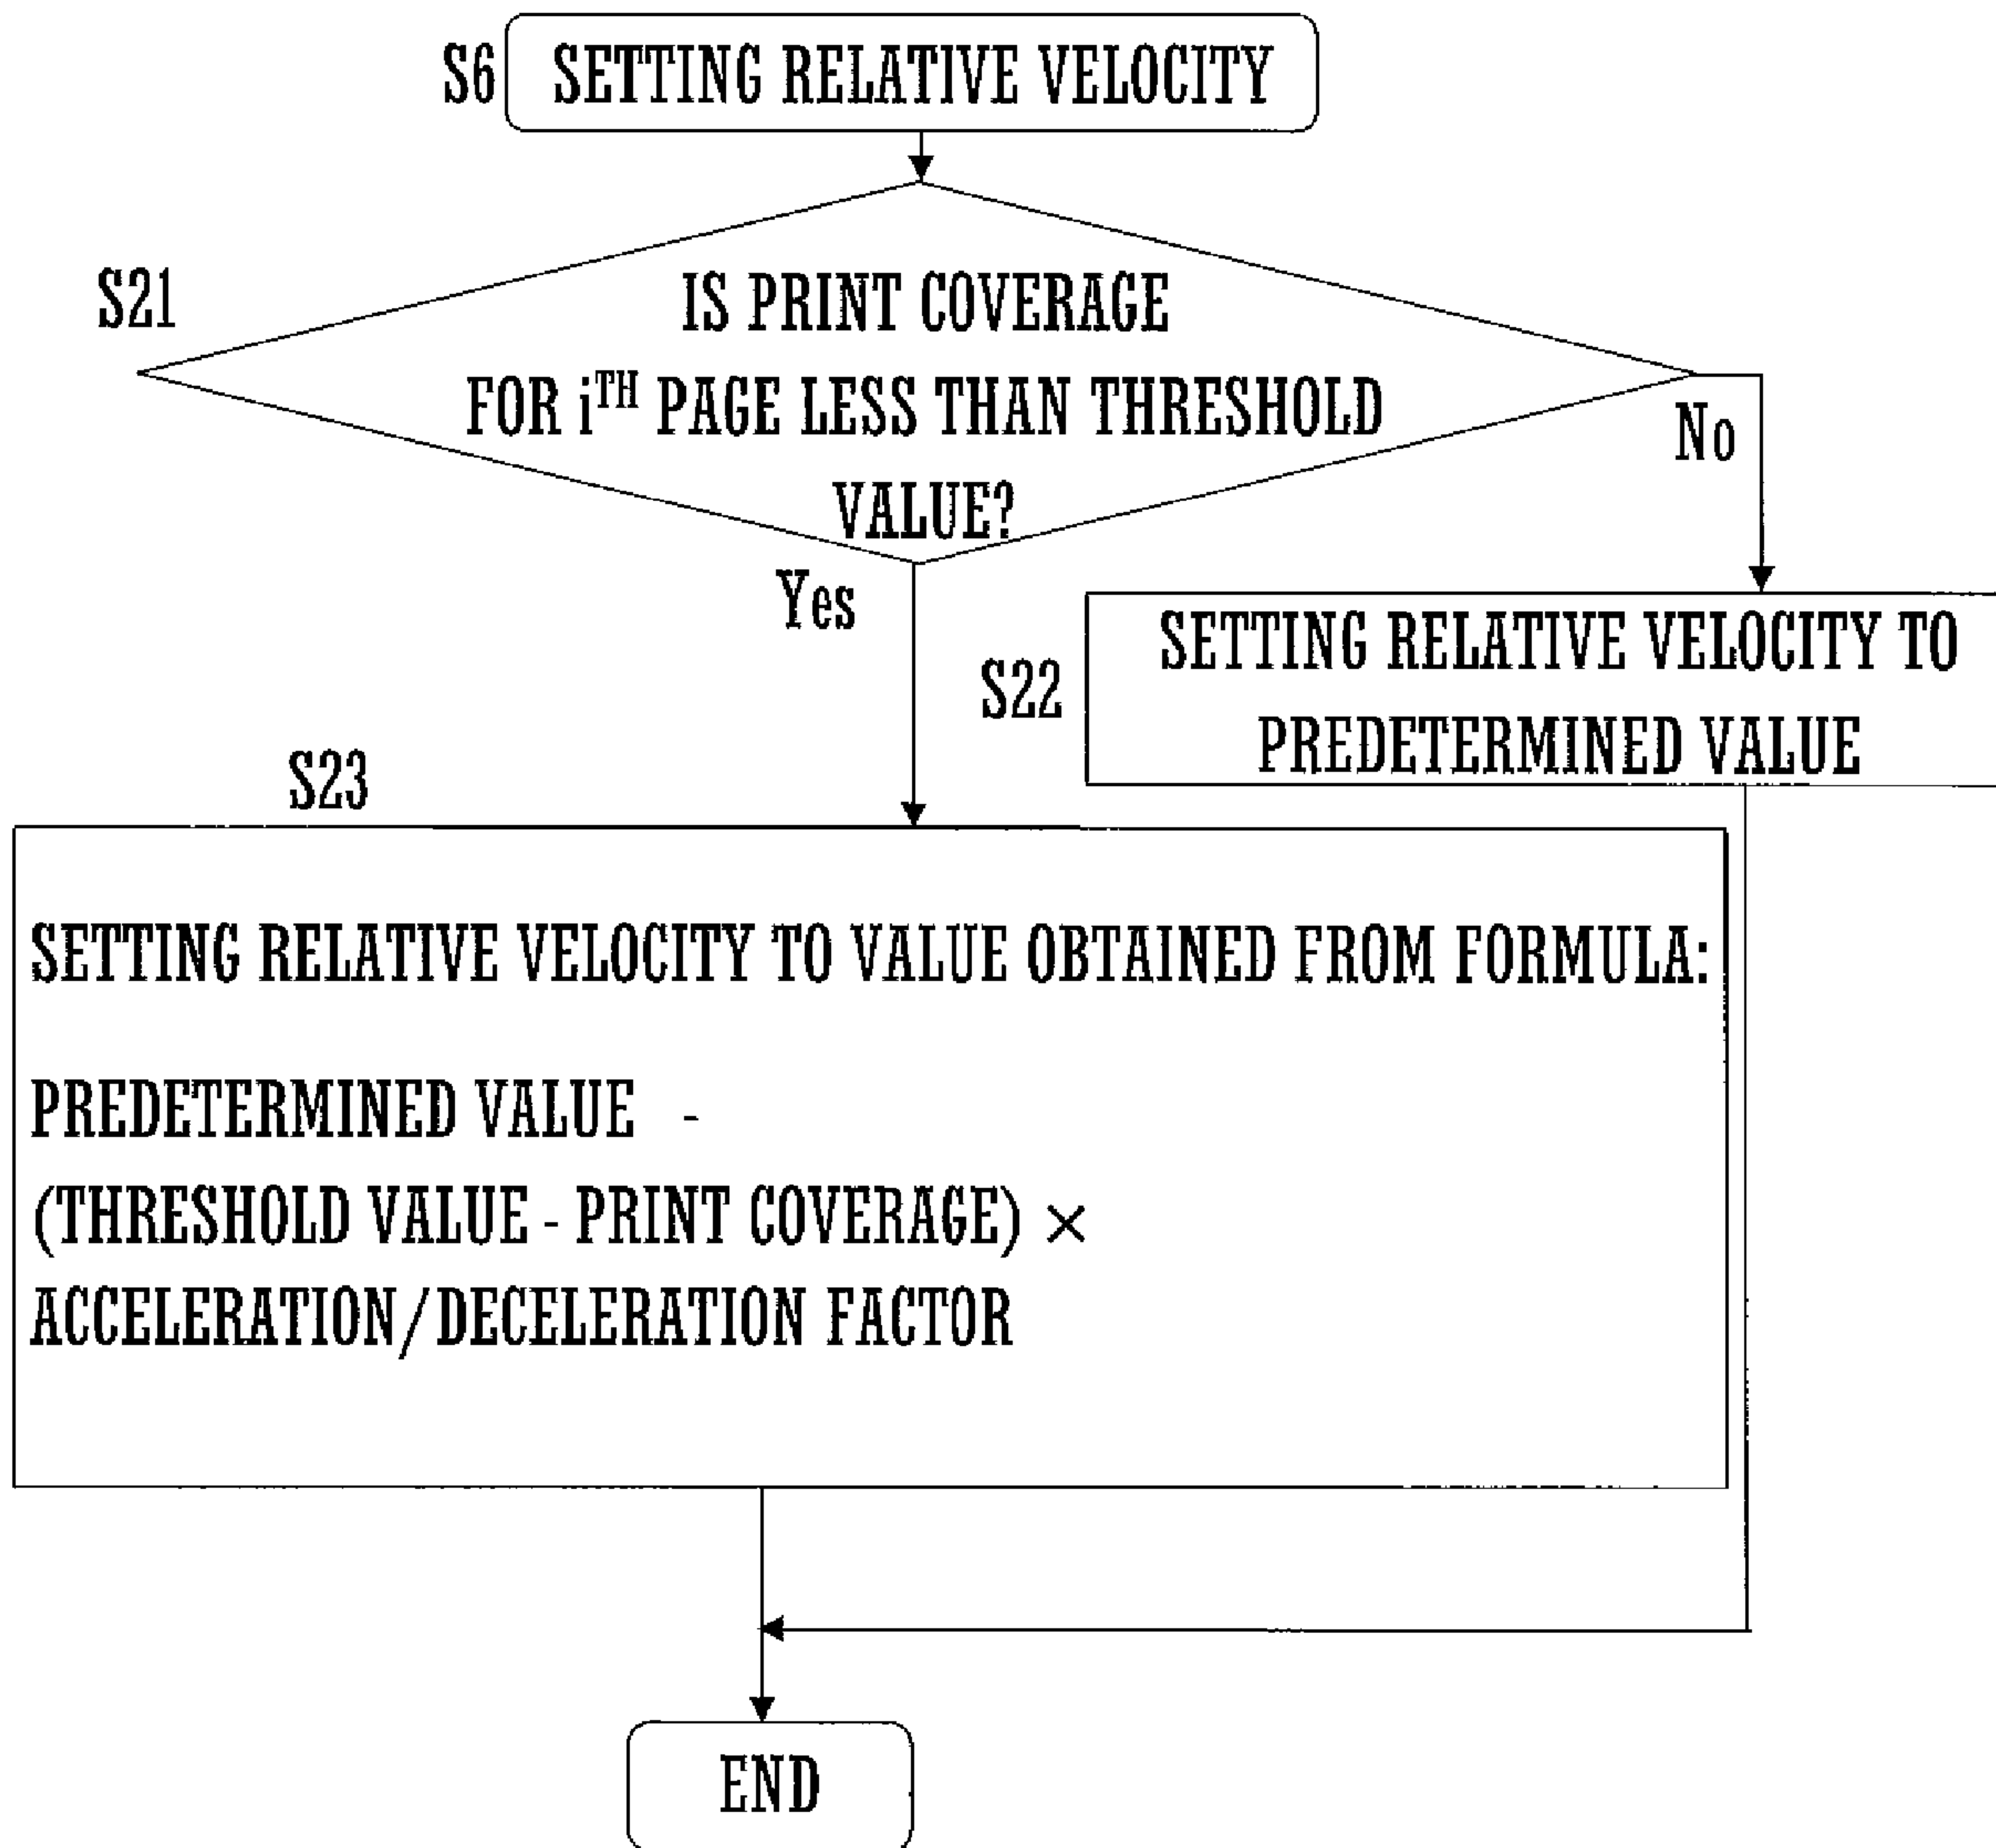 S6 SETTING RELATIVE VELOCITY
S21
IS PRINT COVERAGE
FOR iTH PAGE LESS THAN THRESHOLD
VALUE?
No
Yes
S22
SETTING RELATIVE VELOCITY TO
PREDETERMINED VALUE
S23
SETTING RELATIVE VELOCITY TO VALUE OBTAINED FROM FORMULA:
PREDETERMINED VALUE -
(THRESHOLD VALUE - PRINT COVERAGE) ×
ACCELERATION/DECELERATION FACTOR
END